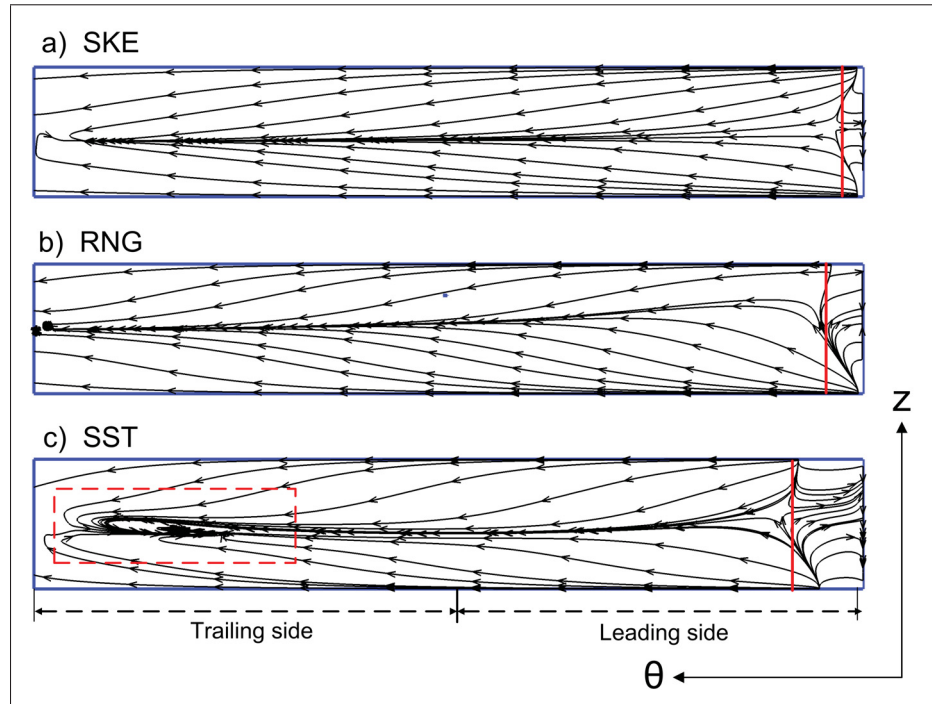 a) SKE
b) RNG
c) SST
Z
Trailing side
Leading side
θ